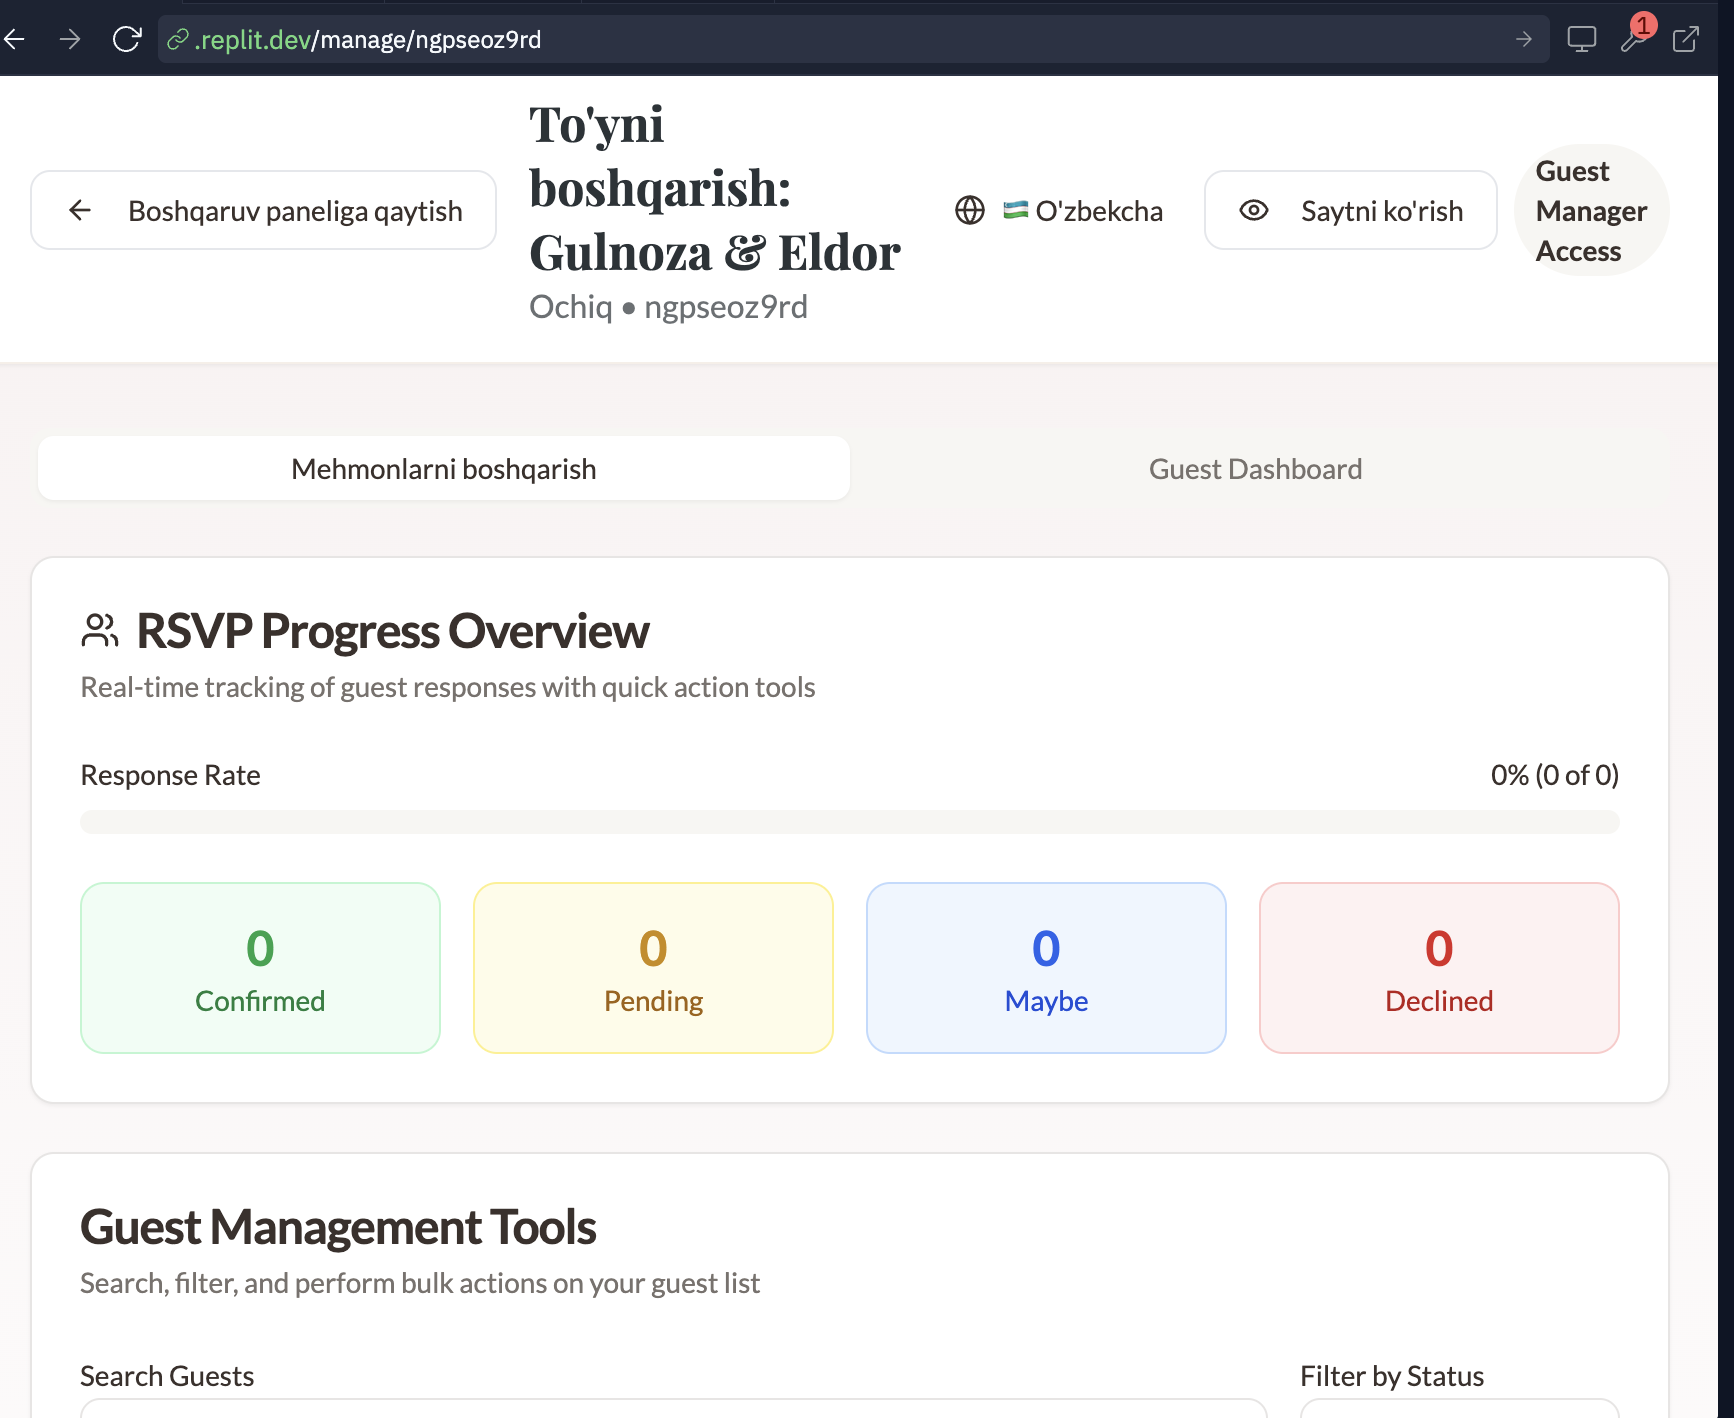 .replit.dev/manage/ngpseoz9rd
1
Boshqaruv paneliga qaytish
To'yni
boshqarish:
Gulnoza & Eldor
Ochiq • ngpseoz9rd
O'zbekcha
Saytni ko'rish
Guest
Manager
Access
Mehmonlarni boshqarish
Guest Dashboard
RSVP Progress Overview
Real-time tracking of guest responses with quick action tools
Response Rate
0% (0 of 0)
0
Confirmed
0
Pending
0
Maybe
0
Declined
Guest Management Tools
Search, filter, and perform bulk actions on your guest list
Search Guests
Filter by Status